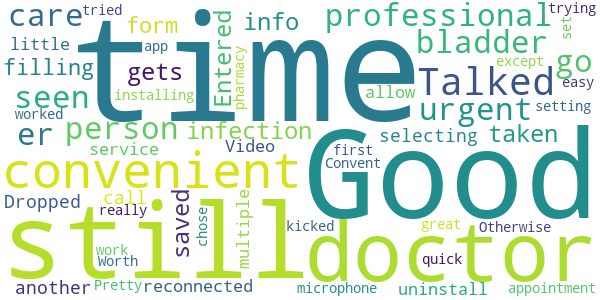 care tried
form
app
info
professional
trying
set
little
filling
gets
installing
time
Entered
pharmacy
bladder
go
except
easy
seen
allow
Talked
setting
worked
er
person
infection
urgent
service
Video
selecting
taken
convenient
first
Convent
Good
Dropped
call
really
saved
chose
multiple
kicked
great
Otherwise
still
doctor
work
Worth
quick
another
Pretty
reconnected
microphone
uninstall
appointment